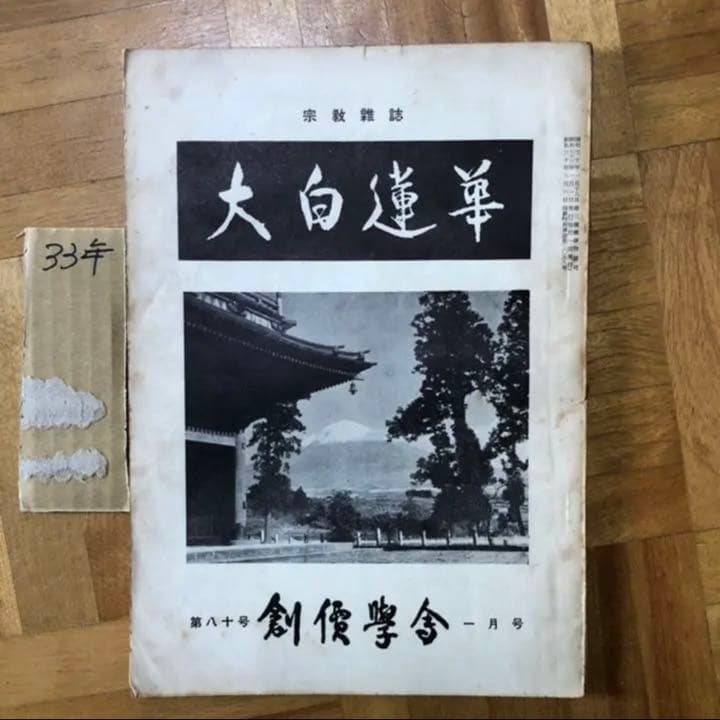 宗教雜誌
大白蓮華
33年
第八十号 創價學會 一月号